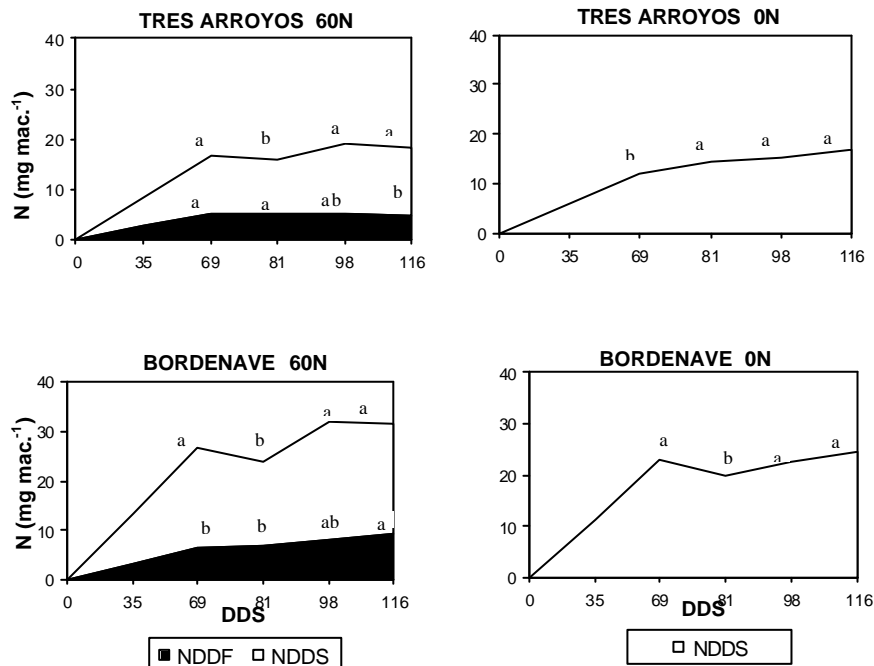 TRES ARROYOS 60N
N (mg mac.-1)
40
30
20
10
0
a
b
a
a
a
a
ab
b
0 35 69 81 98 116
TRES ARROYOS 0N
40
30
20
10
0
b
a
a
a
0 35 69 81 98 116
BORDENAVE 60N
N (mg mac.-1)
40
30
20
10
0
a
b
a
a
b
b
ab
a
0 35 69 81 98 116
DDS
NDDF NDDS
BORDENAVE 0N
40
30
20
10
0
a
b
a
a
0 35 69 81 98 116
DDS
NDDS